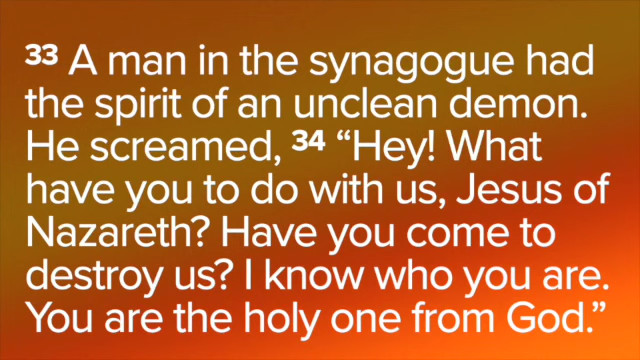 33 A man in the synagogue had
the spirit of an unclean demon.
He screamed, 34 “Hey! What
have you to do with us, Jesus of
Nazareth? Have you come to
destroy us? I know who you are.
You are the holy one from God.”